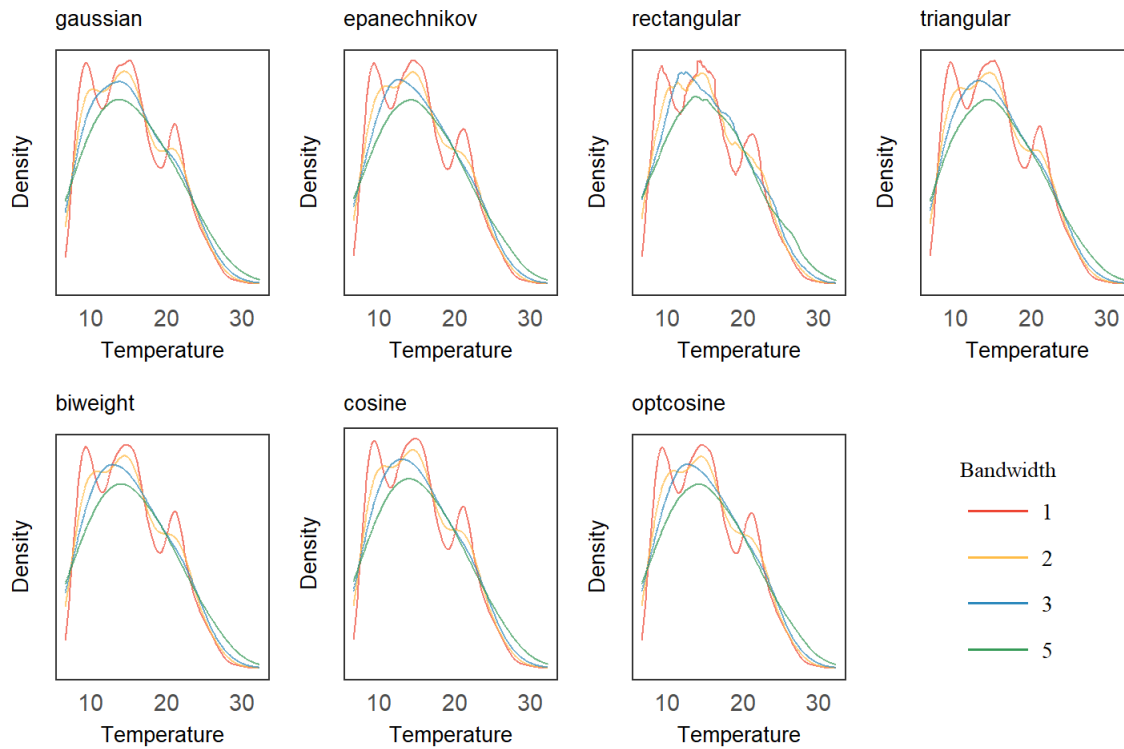 gaussian
epanechnikov
rectangular
triangular
Density
Density
Density
Density
10 20 30
10 20 30
10 20 30
10 20 30
Temperature
Temperature
Temperature
Temperature
biweight
cosine
optcosine
Density
Density
Density
Bandwidth
1
2
3
5
10 20 30
10 20 30
10 20 30
Temperature
Temperature
Temperature